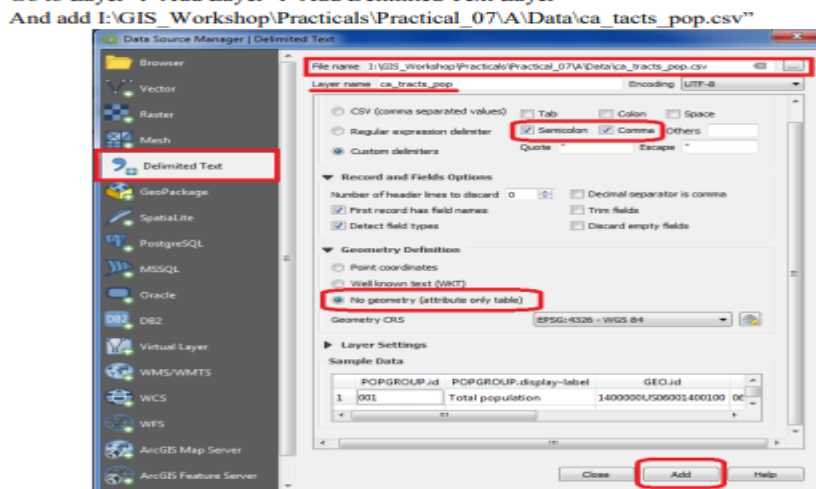 And add I:\GIS_Workshop\Practicals\Practical_07\A\Data\ca_tacts_pop.csv”
Data Source Manager | Delimited Text
Browser
Vector
Raster
Mesh
Delimited Text
GeoPackage
SpatiaLite
PostgreSQL
MSSQL
Oracle
DB2 DB2
Virtual Layer
WMS/WMTS
WCS
WFS
ArcGIS Map Server
ArcGIS Feature Server
File name I:\GIS_Workshop\Practicals\Practical_07\A\Data\ca_tracts_pop.csv ...
Layer name ca_tracts_pop Encoding UTF-8
CSV (comma separated values) Tab Colon Space
Regular expression delimiter Semicolon Comma Others
Custom delimiters Quote " Escape "
Record and Fields Options
Number of header lines to discard 0 Decimal separator is comma
First record has field names Trim fields
Detect field types Discard empty fields
Geometry Definition
Point coordinates
Well known text (WKT)
No geometry (attribute only table)
Geometry CRS EPSG:4326 - WGS 84
Layer Settings
Sample Data
POPGROUP.id POPGROUP.display-label GEO.id
1 001 Total population 1400000US06001400100 06
Close Add Help